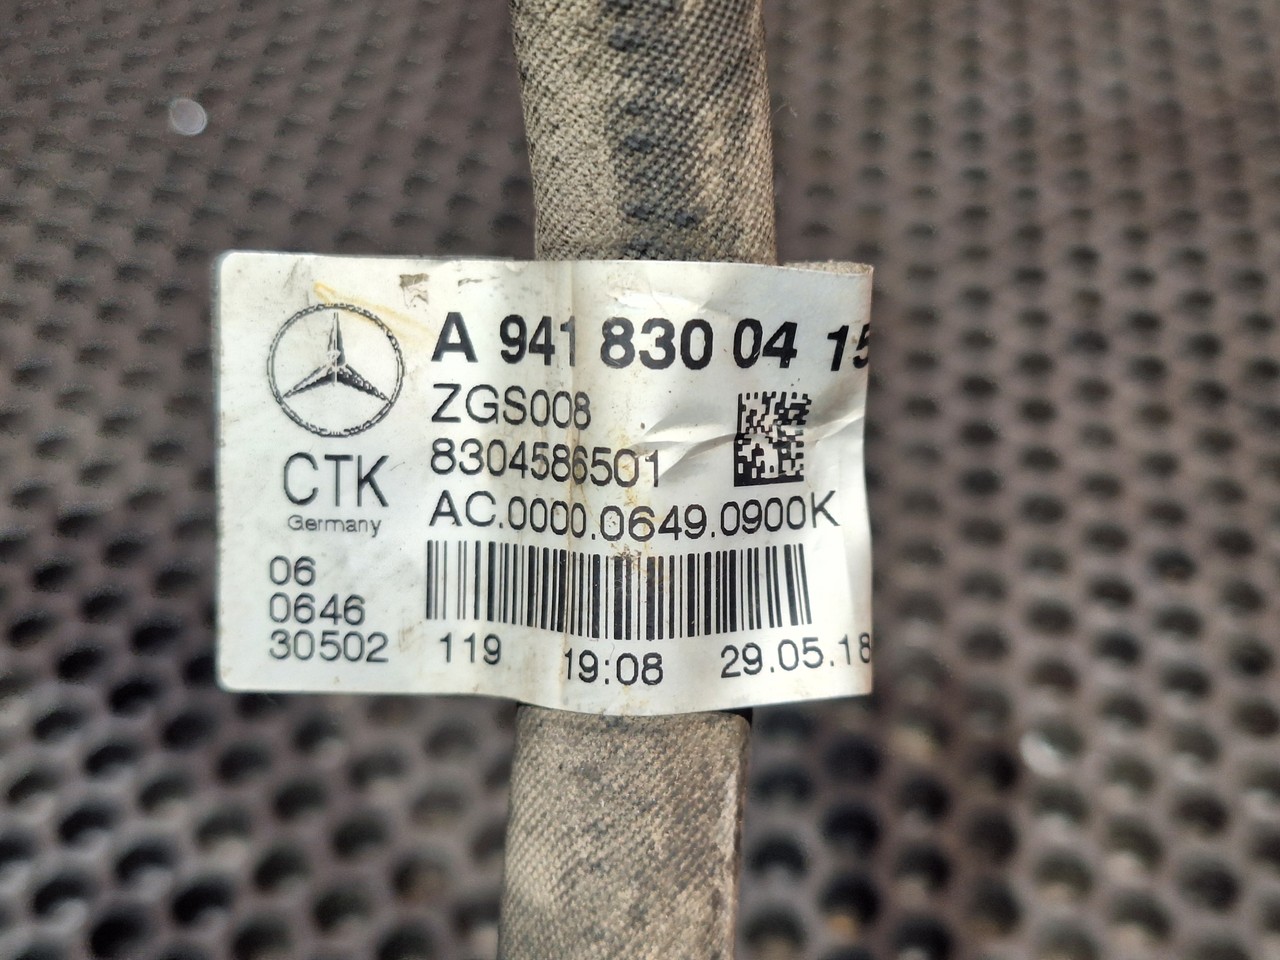 A 941 830 04 15
ZGS008
8304586501
AC.0000.0649.0900K
CTK
Germany
06
0646
30502
119 19:08 29.05.18